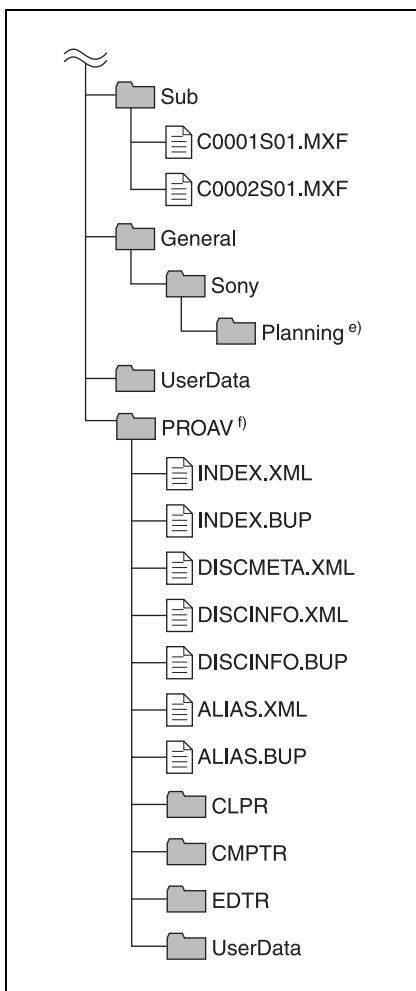 Sub
C0001S01.MXF
C0002S01.MXF
General
Sony
Planning e)
UserData
PROAV f)
INDEX.XML
INDEX.BUP
DISCMETA.XML
DISCINFO.XML
DISCINFO.BUP
ALIAS.XML
ALIAS.BUP
CLPR
CMPTR
EDTR
UserData